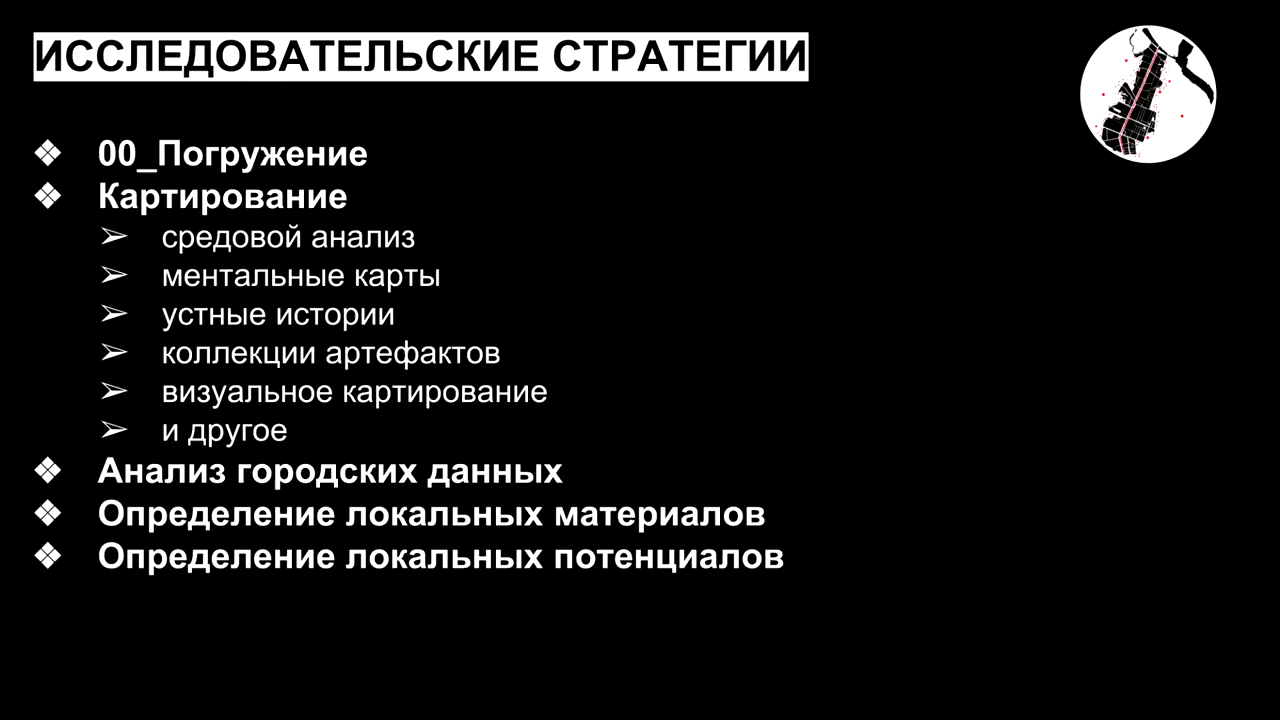 ИССЛЕДОВАТЕЛЬСКИЕ СТРАТЕГИИ
❖ 00_Погружение
❖ Картирование
➢ средовой анализ
➢ ментальные карты
➢ устные истории
➢ коллекции артефактов
➢ визуальное картирование
➢ и другое
❖ Анализ городских данных
❖ Определение локальных материалов
❖ Определение локальных потенциалов